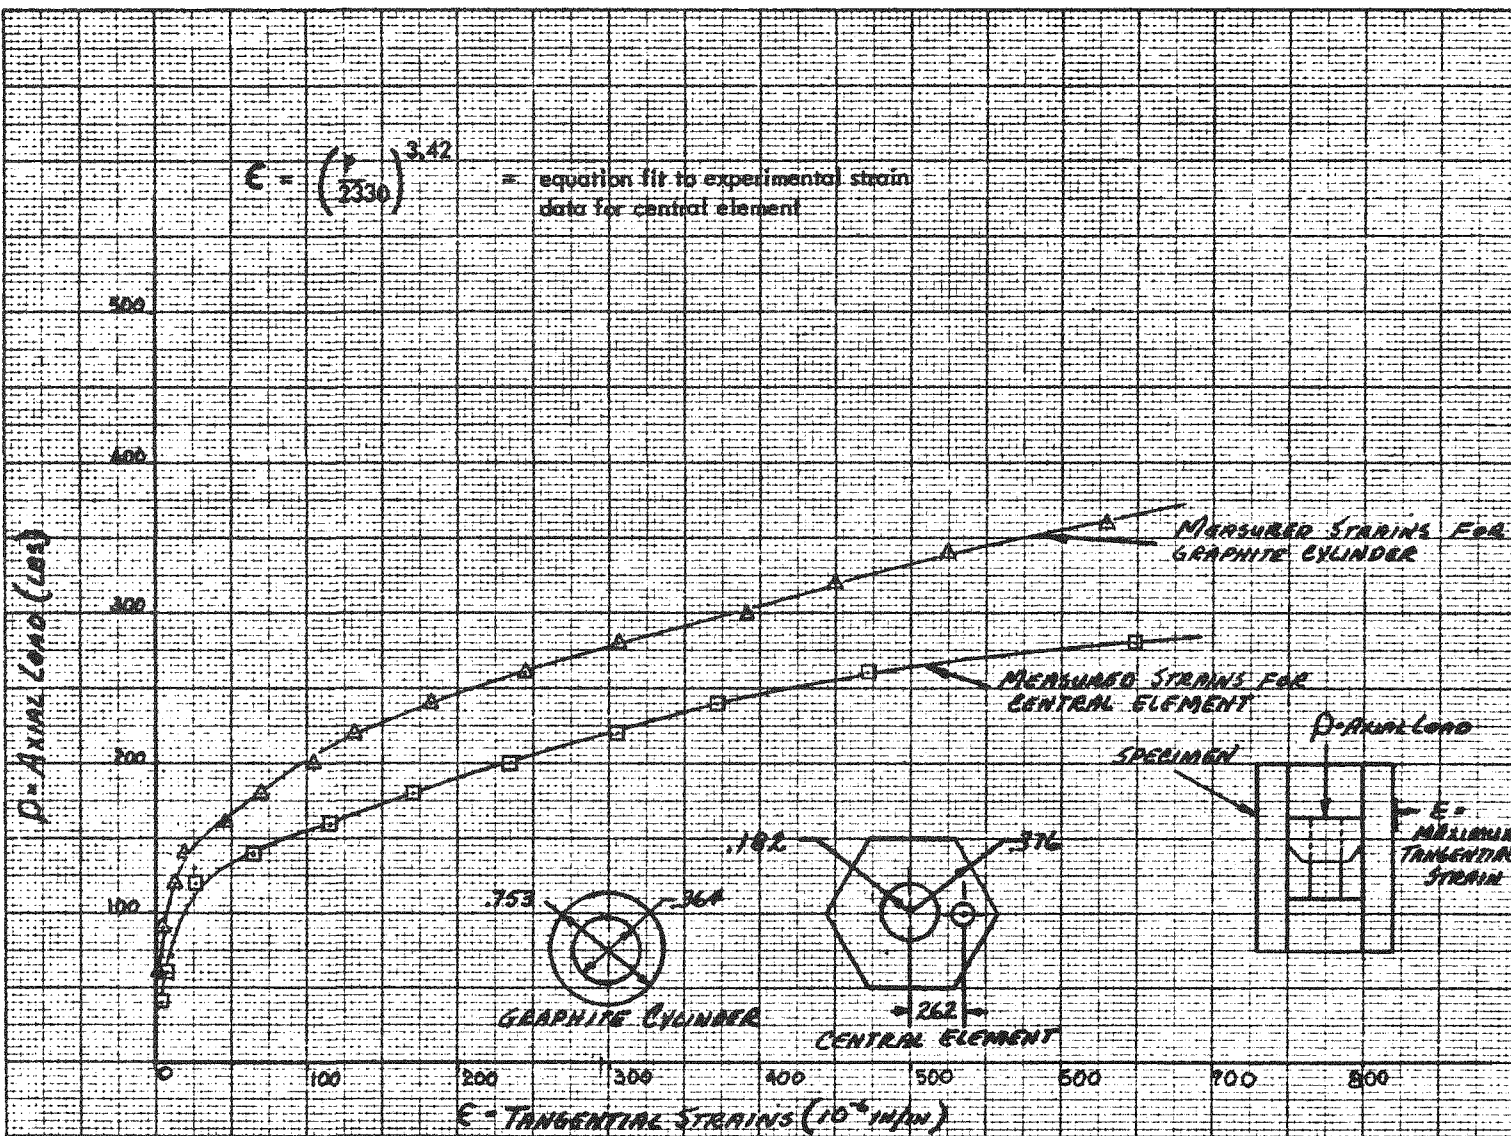 ε = (P/2330)^3.42 = equation fit to experimental strain
data for central element
500
400
300
200
100
P = AXIAL LOAD (LBS)
MEASURED STRAINS FOR
GRAPHITE CYLINDER
MEASURED STRAINS FOR
CENTRAL ELEMENT
P = AXIAL LOAD
SPECIMEN
ε =
MAXIMUM
TANGENTIAL
STRAIN
.182
.376
.753
.364
.262
GRAPHITE CYLINDER
CENTRAL ELEMENT
0 100 200 300 400 500 600 700 800
ε = TANGENTIAL STRAINS (10^-6 IN/IN)